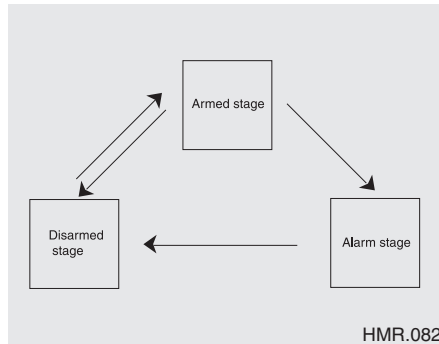 Armed stage
Disarmed
stage
Alarm stage
HMR.082